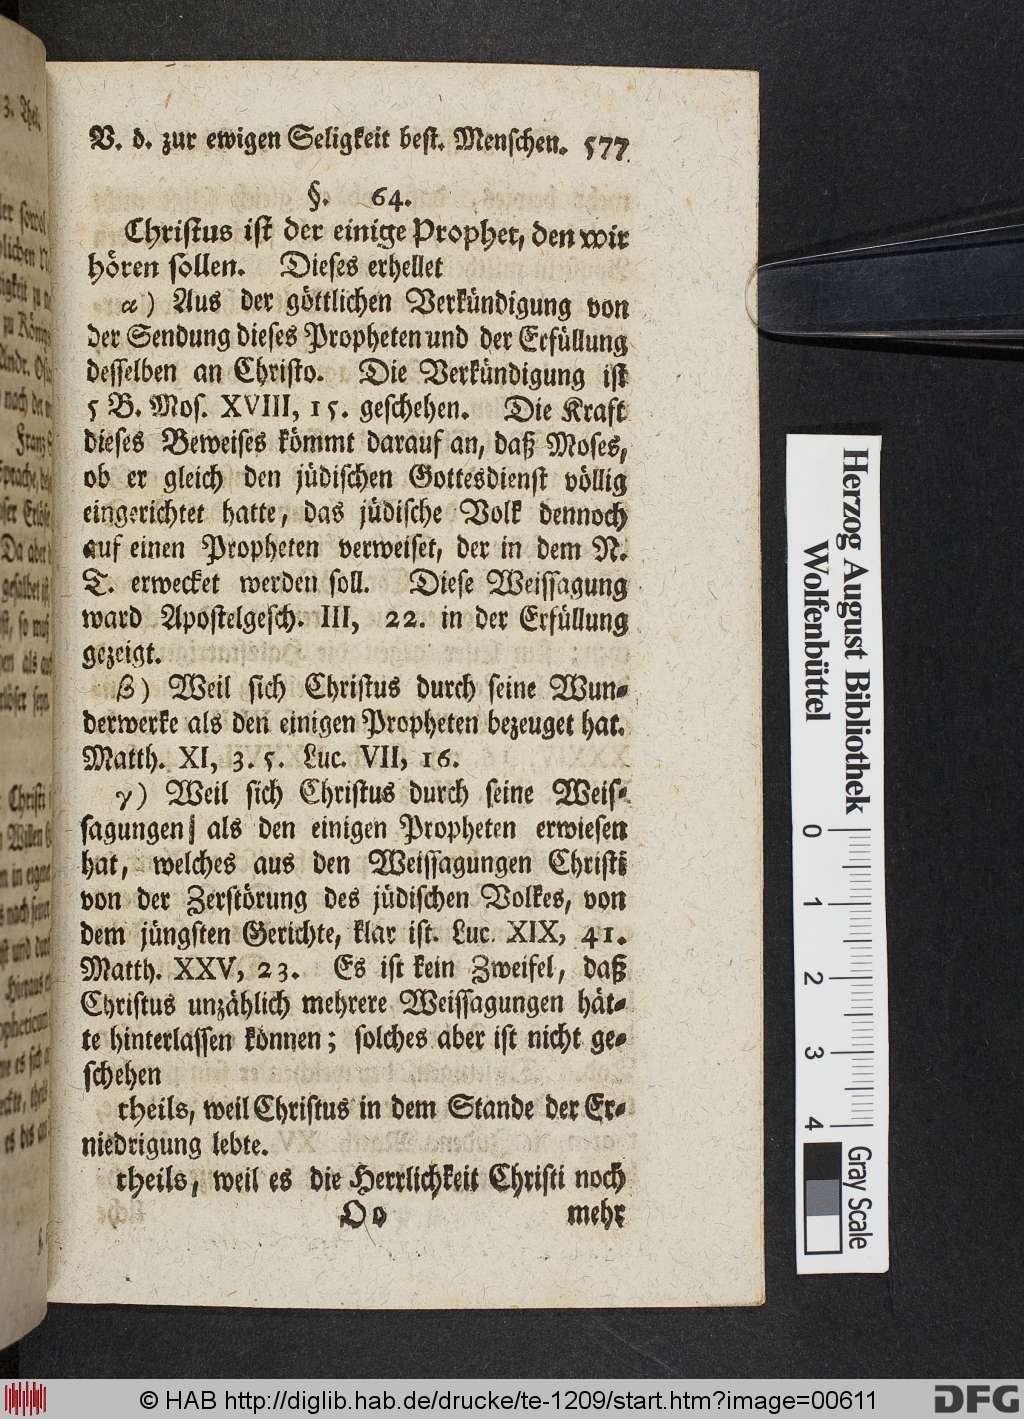 V. d. zur ewigen Seligkeit best. Menschen. 577
§. 64.
Christus ist der einige Prophet, den wir
hören sollen. Dieses erhellet
α) Aus der göttlichen Verkündigung von
der Sendung dieses Propheten und der Erfüllung
desselben an Christo. Die Verkündigung ist
5 B. Mos. XVIII, 15. geschehen. Die Kraft
dieses Beweises kömmt darauf an, daß Moses,
ob er gleich den jüdischen Gottesdienst völlig
eingerichtet hatte, das jüdische Volk dennoch
auf einen Propheten verweiset, der in dem N.
T. erwecket werden soll. Diese Weissagung
ward Apostelgesch. III, 22. in der Erfüllung
gezeigt.
β) Weil sich Christus durch seine Wun-
derwerke als den einigen Propheten bezeuget hat.
Matth. XI, 3. 5. Luc. VII, 16.
γ) Weil sich Christus durch seine Weis-
sagungen als den einigen Propheten erwiesen
hat, welches aus den Weissagungen Christi
von der Zerstörung des jüdischen Volkes, von
dem jüngsten Gerichte, klar ist. Luc. XIX, 41.
Matth. XXV, 23. Es ist kein Zweifel, daß
Christus unzählich mehrere Weissagungen hät-
te hinterlassen können; solches aber ist nicht ge-
schehen
theils, weil Christus in dem Stande der Er-
niedrigung lebte.
theils, weil es die Herrlichkeit Christi noch
Oo mehr
Herzog August Bibliothek
Wolfenbüttel
0 1 2 3 4
Gray Scale
© HAB http://diglib.hab.de/drucke/te-1209/start.htm?image=00611
DFG